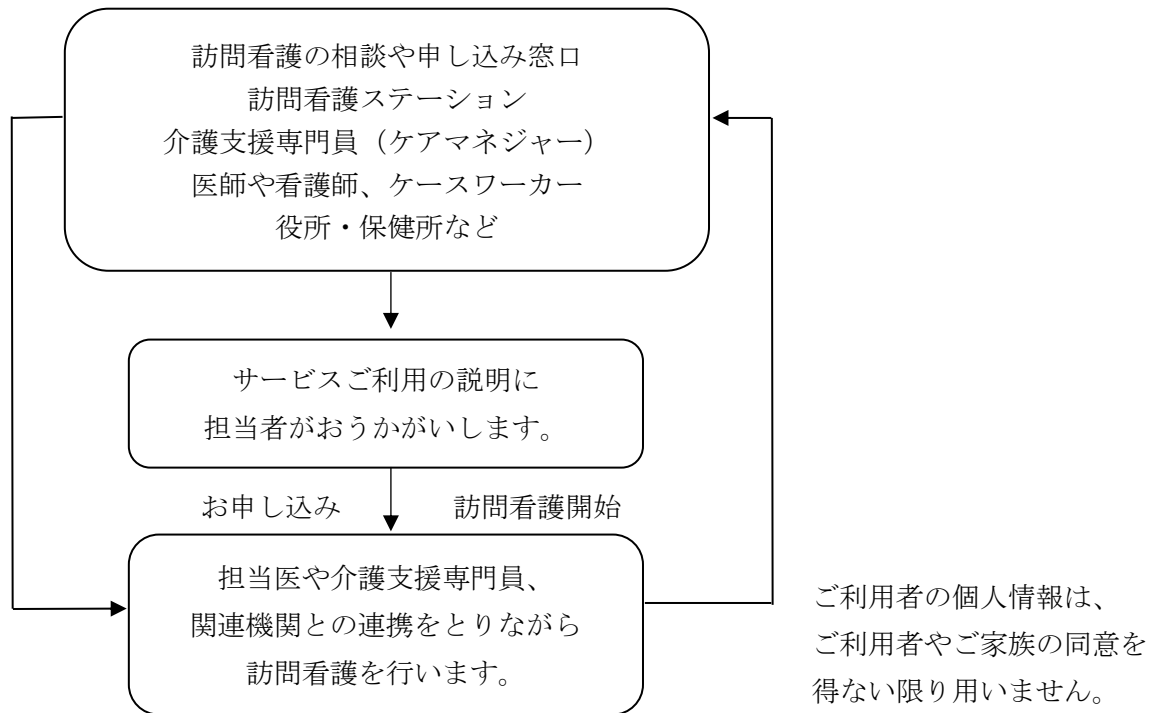 訪問看護の相談や申し込み窓口
訪問看護ステーション
介護支援専門員（ケアマネジャー）
医師や看護師、ケースワーカー
役所・保健所など
サービスご利用の説明に
担当者がおうかがいします。
お申し込み 訪問看護開始
担当医や介護支援専門員、
関連機関との連携をとりながら
訪問看護を行います。
ご利用者の個人情報は、
ご利用者やご家族の同意を
得ない限り用いません。